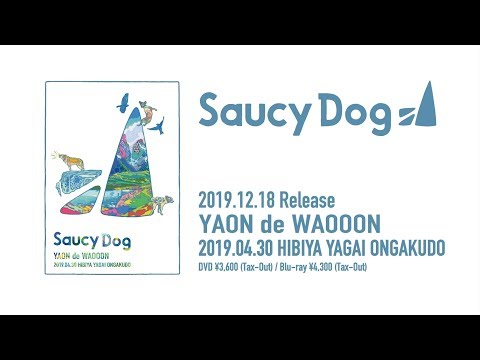 Saucy Dog
YAON de WAOOON
2019.04.30 HIBIYA YAGAI ONGAKUDO
Saucy Dog
2019.12.18 Release
YAON de WAOOON
2019.04.30 HIBIYA YAGAI ONGAKUDO
DVD ¥3,600 (Tax-Out) / Blu-ray ¥4,300 (Tax-Out)